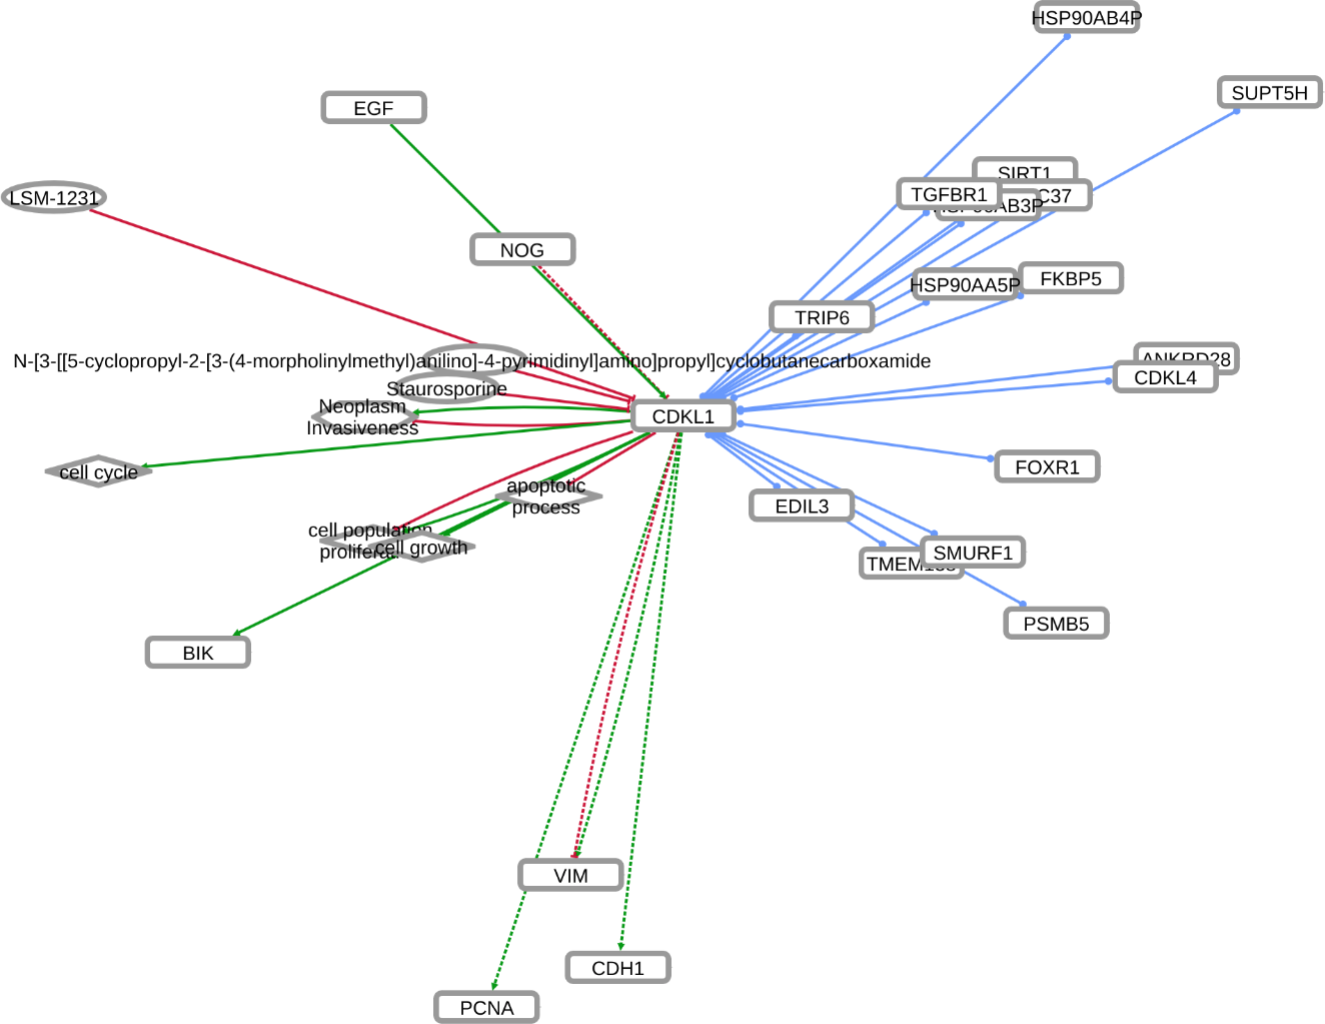 HSP90AB4P
SUPT5H
EGF
SIRT1
TGFBR1
C37
AB3P
LSM-1231
NOG
FKBP5
HSP90AA5P
TRIP6
N-[3-[[5-cyclopropyl-2-[3-(4-morpholinylmethyl)anilino]-4-pyrimidinyl]amino]propyl]cyclobutanecarboxamide
ANKRD28
CDKL4
Staurosporine
Neoplasm
Invasiveness
CDKL1
cell cycle
FOXR1
apoptotic
process
EDIL3
cell population
prolifera
cell growth
SMURF1
TMEM
PSMB5
BIK
VIM
CDH1
PCNA